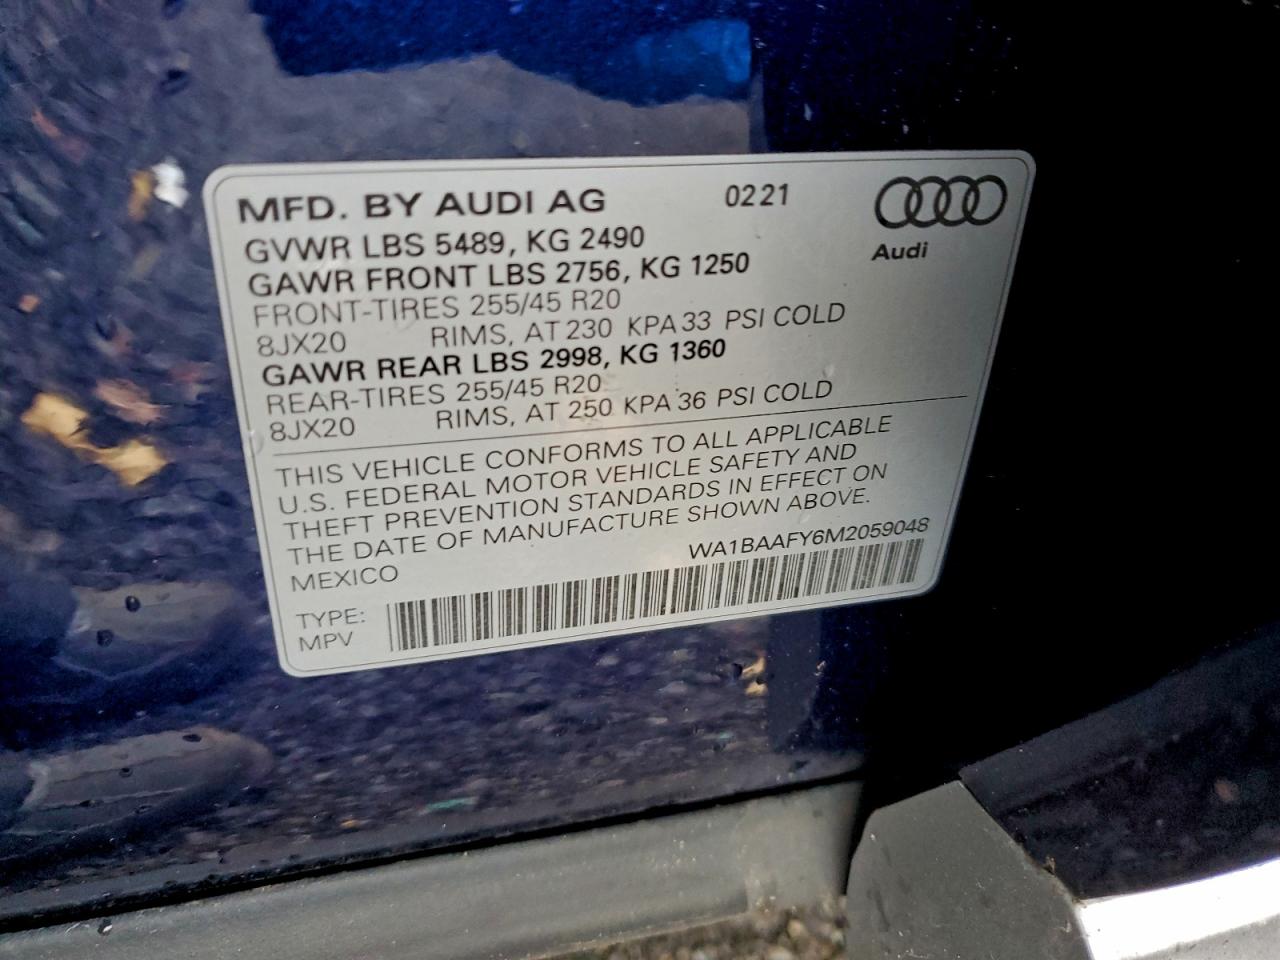 MFD. BY AUDI AG 0221
Audi
GVWR LBS 5489, KG 2490
GAWR FRONT LBS 2756, KG 1250
FRONT-TIRES 255/45 R20
8JX20 RIMS, AT 230 KPA 33 PSI COLD
GAWR REAR LBS 2998, KG 1360
REAR-TIRES 255/45 R20
8JX20 RIMS, AT 250 KPA 36 PSI COLD
THIS VEHICLE CONFORMS TO ALL APPLICABLE
U.S. FEDERAL MOTOR VEHICLE SAFETY AND
THEFT PREVENTION STANDARDS IN EFFECT ON
THE DATE OF MANUFACTURE SHOWN ABOVE.
MEXICO WA1BAAFY6M2059048
TYPE:
MPV